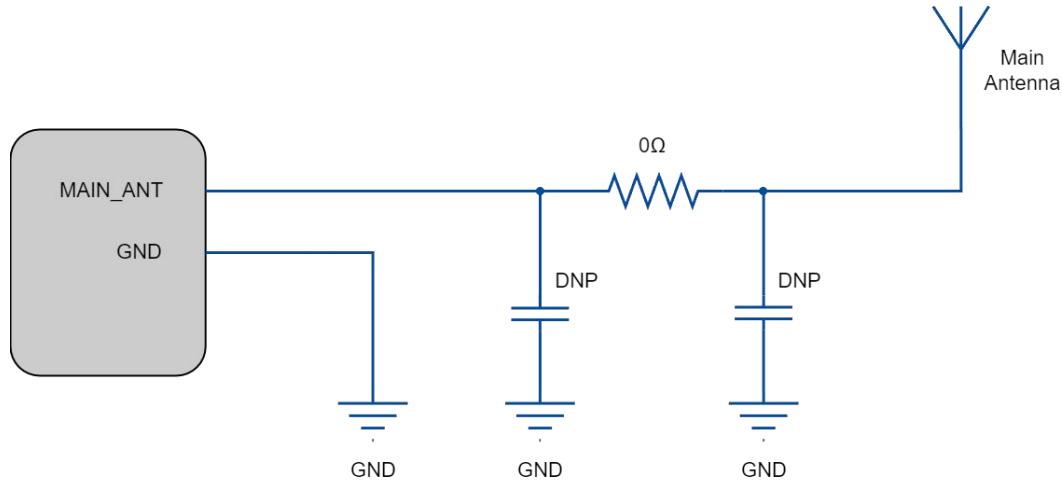 Main
Antenna
0Ω
MAIN_ANT
GND
DNP
DNP
GND
GND
GND